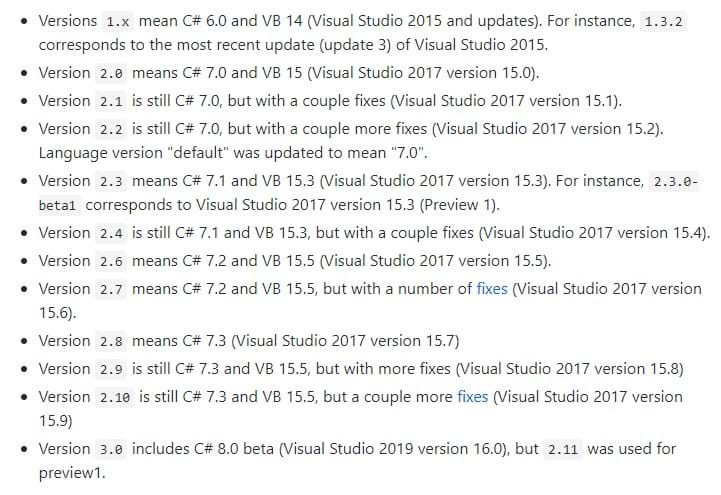 • Versions 1.x mean C# 6.0 and VB 14 (Visual Studio 2015 and updates). For instance, 1.3.2
corresponds to the most recent update (update 3) of Visual Studio 2015.
• Version 2.0 means C# 7.0 and VB 15 (Visual Studio 2017 version 15.0).
• Version 2.1 is still C# 7.0, but with a couple fixes (Visual Studio 2017 version 15.1).
• Version 2.2 is still C# 7.0, but with a couple more fixes (Visual Studio 2017 version 15.2).
Language version "default" was updated to mean "7.0".
• Version 2.3 means C# 7.1 and VB 15.3 (Visual Studio 2017 version 15.3). For instance, 2.3.0-
beta1 corresponds to Visual Studio 2017 version 15.3 (Preview 1).
• Version 2.4 is still C# 7.1 and VB 15.3, but with a couple fixes (Visual Studio 2017 version 15.4).
• Version 2.6 means C# 7.2 and VB 15.5 (Visual Studio 2017 version 15.5).
• Version 2.7 means C# 7.2 and VB 15.5, but with a number of fixes (Visual Studio 2017 version
15.6).
• Version 2.8 means C# 7.3 (Visual Studio 2017 version 15.7)
• Version 2.9 is still C# 7.3 and VB 15.5, but with more fixes (Visual Studio 2017 version 15.8)
• Version 2.10 is still C# 7.3 and VB 15.5, but a couple more fixes (Visual Studio 2017 version
15.9)
• Version 3.0 includes C# 8.0 beta (Visual Studio 2019 version 16.0), but 2.11 was used for
preview1.